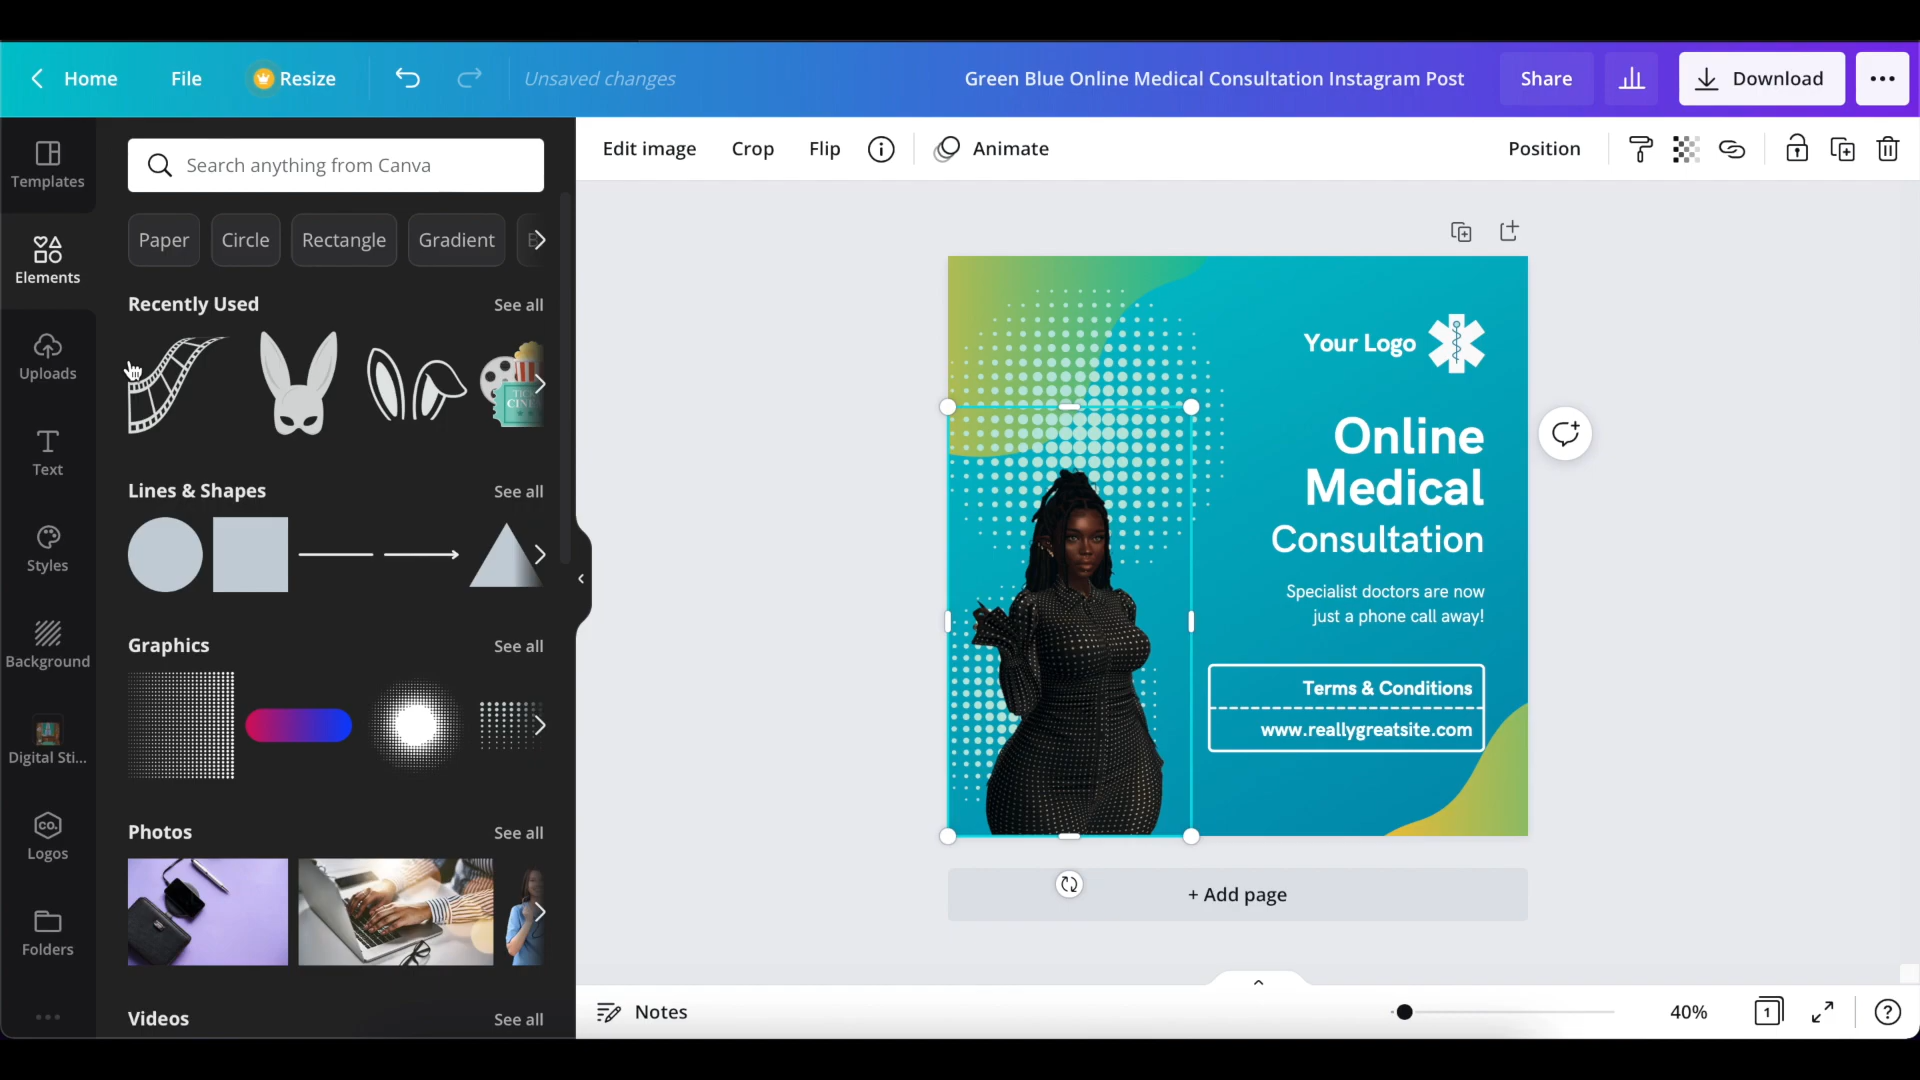 Home File Resize Unsaved changes Green Blue Online Medical Consultation Instagram Post Share Download
Templates
Elements
Uploads
Text
Styles
Background
Digital Sti...
Logos
Folders
Search anything from Canva
Paper Circle Rectangle Gradient
Recently Used See all
Lines & Shapes See all
Graphics See all
Photos See all
Videos See all
Edit image Crop Flip Animate Position
Your Logo
Online
Medical
Consultation
Specialist doctors are now
just a phone call away!
Terms & Conditions
www.reallygreatsite.com
+ Add page
Notes 40% 1